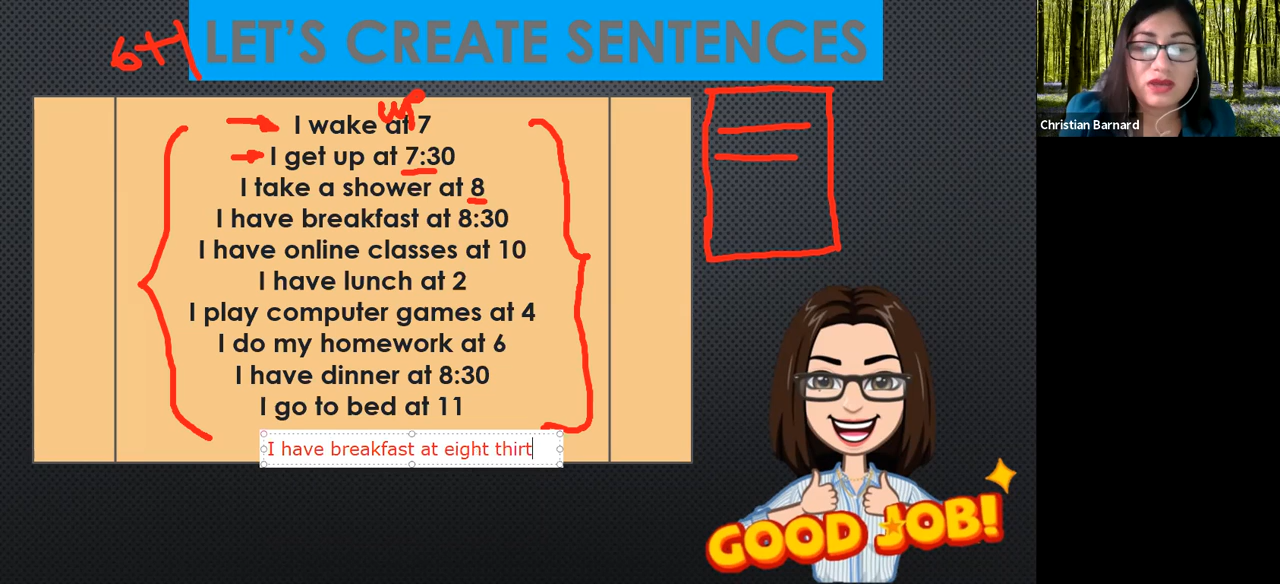 6th LET'S CREATE SENTENCES
up
I wake at 7
I get up at 7:30
I take a shower at 8
I have breakfast at 8:30
I have online classes at 10
I have lunch at 2
I play computer games at 4
I do my homework at 6
I have dinner at 8:30
I go to bed at 11
I have breakfast at eight thirt
GOOD JOB!
Christian Barnard